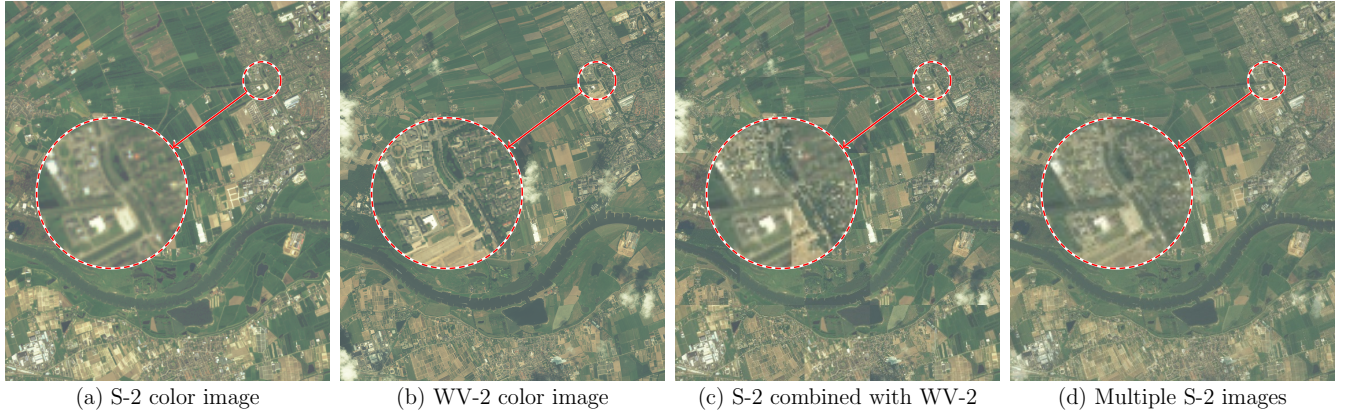 (a) S-2 color image
(b) WV-2 color image
(c) S-2 combined with WV-2
(d) Multiple S-2 images